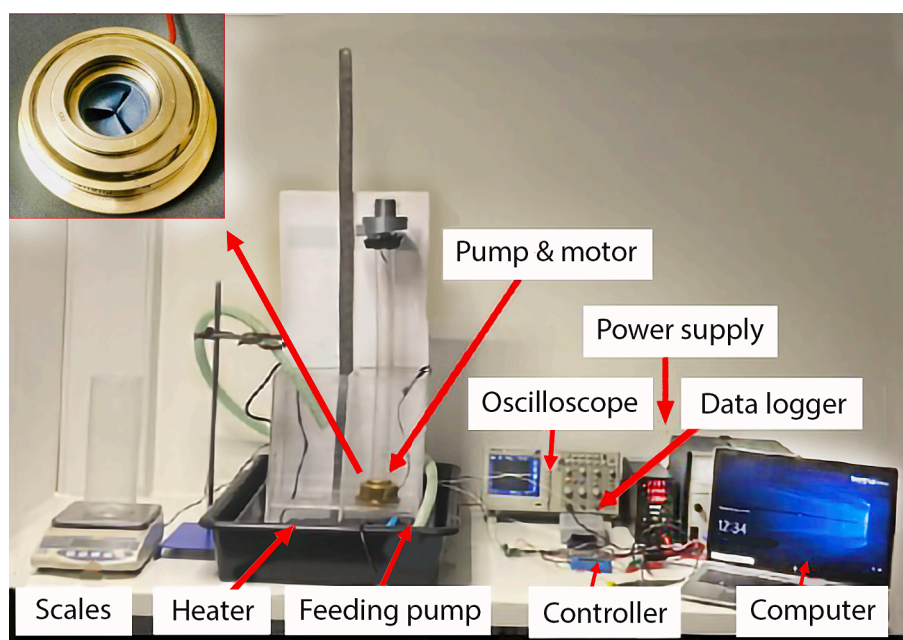 Pump & motor
Power supply
Oscilloscope
Data logger
12:34
Scales
Heater
Feeding pump
Controller
Computer